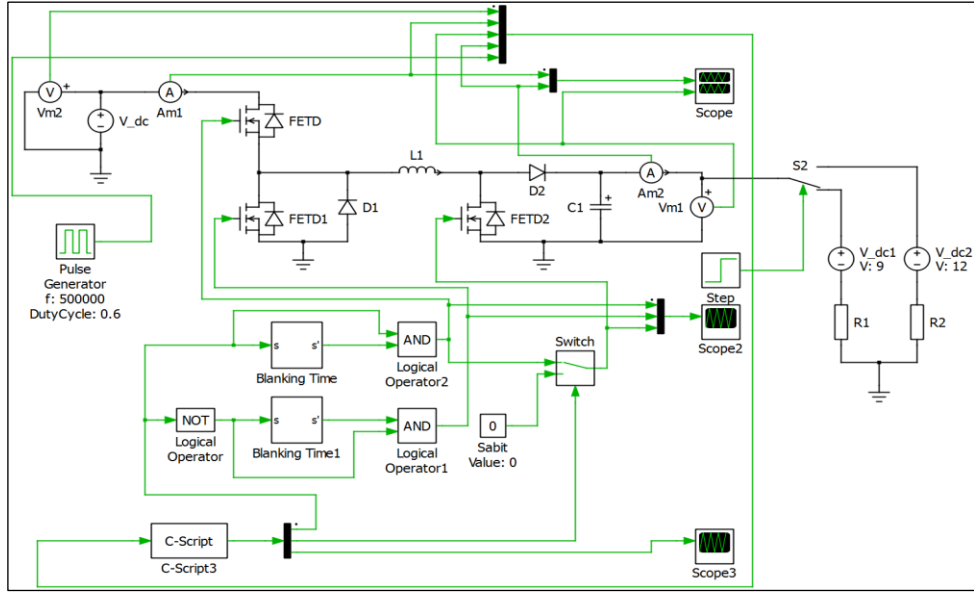 V
Vm2
+
V_dc
A
Am1
FETD
Scope
L1
D2
A
Am2
S2
FETD1
D1
FETD2
C1
Vm1
V
V_dc1
V: 9
V_dc2
V: 12
Pulse
Generator
f: 500000
DutyCycle: 0.6
Step
R1
R2
Scope2
s s'
Blanking Time
AND
Logical
Operator2
Switch
NOT
Logical
Operator
s s'
Blanking Time1
AND
Logical
Operator1
0
Sabit
Value: 0
C-Script
C-Script3
Scope3